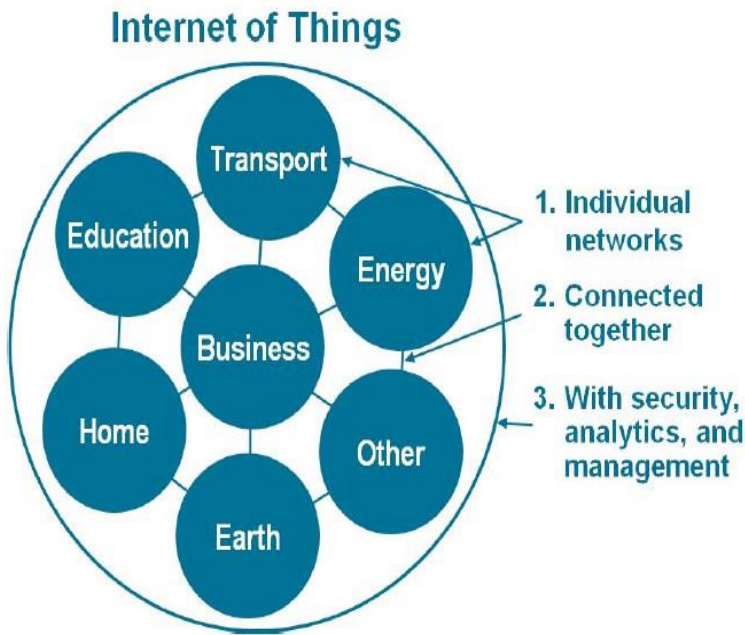 Internet of Things
Transport
Education
Energy
Business
Home
Other
Earth
1. Individual
networks
2. Connected
together
3. With security,
analytics, and
management